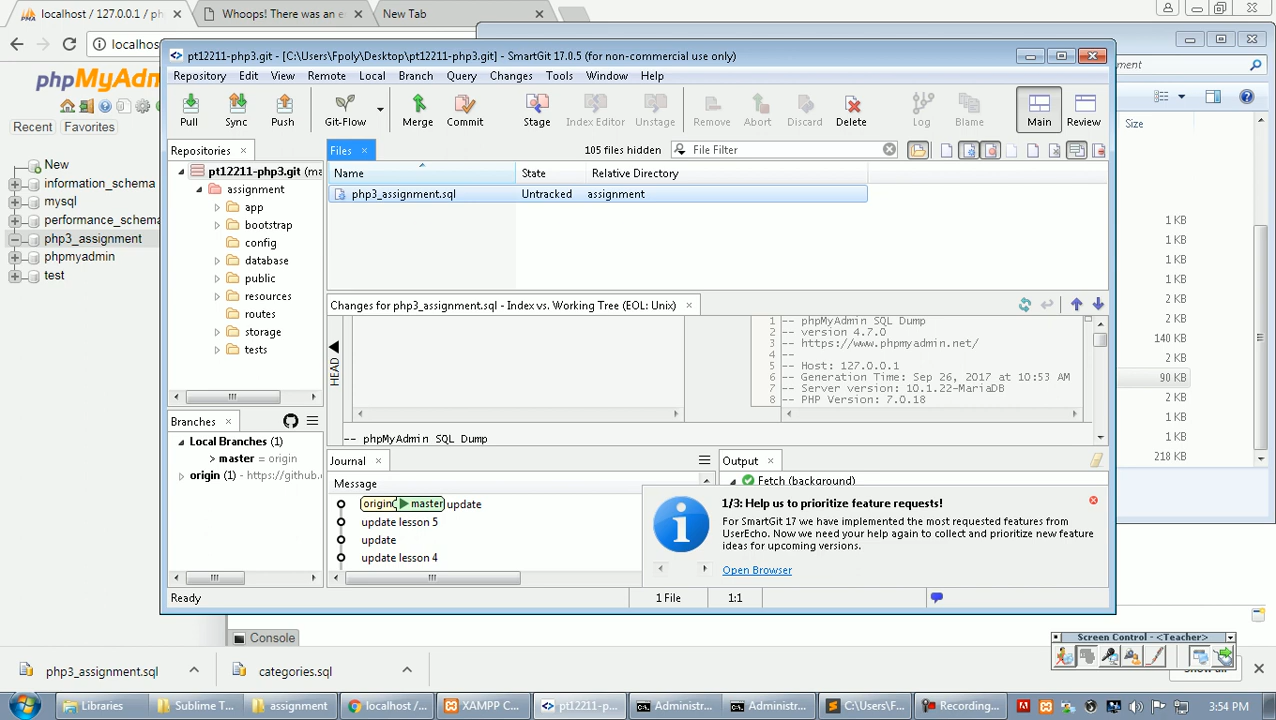 localhost / 127.0.0.1 / ph
Whoops! There was an e
New Tab
localhos
ment
phpMyAdm
Recent
Favorites
New
information_schema
mysql
performance_schema
php3_assignment
phpmyadmin
test
pt12211-php3.git - [C:\Users\Fpoly\Desktop\pt12211-php3.git] - SmartGit 17.0.5 (for non-commercial use only)
Repository Edit View Remote Local Branch Query Changes Tools Window Help
Pull Sync Push Git-Flow Merge Commit Stage Index Editor Unstage Remove Abort Discard Delete Log Blame Main Review
Repositories
pt12211-php3.git (ma
assignment
app
bootstrap
config
database
public
resources
routes
storage
tests
Files
105 files hidden
File Filter
Name State Relative Directory
php3_assignment.sql Untracked assignment
Changes for php3_assignment.sql - Index vs. Working Tree (EOL: Unix)
HEAD
1 -- phpMyAdmin SQL Dump
2 -- version 4.7.0
3 -- https://www.phpmyadmin.net/
4 --
5 -- Host: 127.0.0.1
6 -- Generation Time: Sep 26, 2017 at 10:53 AM
7 -- Server version: 10.1.22-MariaDB
8 -- PHP Version: 7.0.18
-- phpMyAdmin SQL Dump
Branches
Local Branches (1)
> master = origin
origin (1) - https://github.c
Journal
Message
origin master update
update lesson 5
update
update lesson 4
Output
Fetch (background)
1/3: Help us to prioritize feature requests!
For SmartGit 17 we have implemented the most requested features from
UserEcho. Now we need your help again to collect and prioritize new
feature ideas for upcoming versions.
Open Browser
Ready
1 File
1:1
Size
1 KB
1 KB
1 KB
2 KB
2 KB
2 KB
140 KB
2 KB
90 KB
2 KB
1 KB
1 KB
218 KB
Console
Screen Control - <Teacher>
php3_assignment.sql
categories.sql
Libraries
Sublime T...
assignment
localhost /...
XAMPP C...
pt12211-p...
Administr...
Administr...
C:\Users\F...
Recording...
3:54 PM